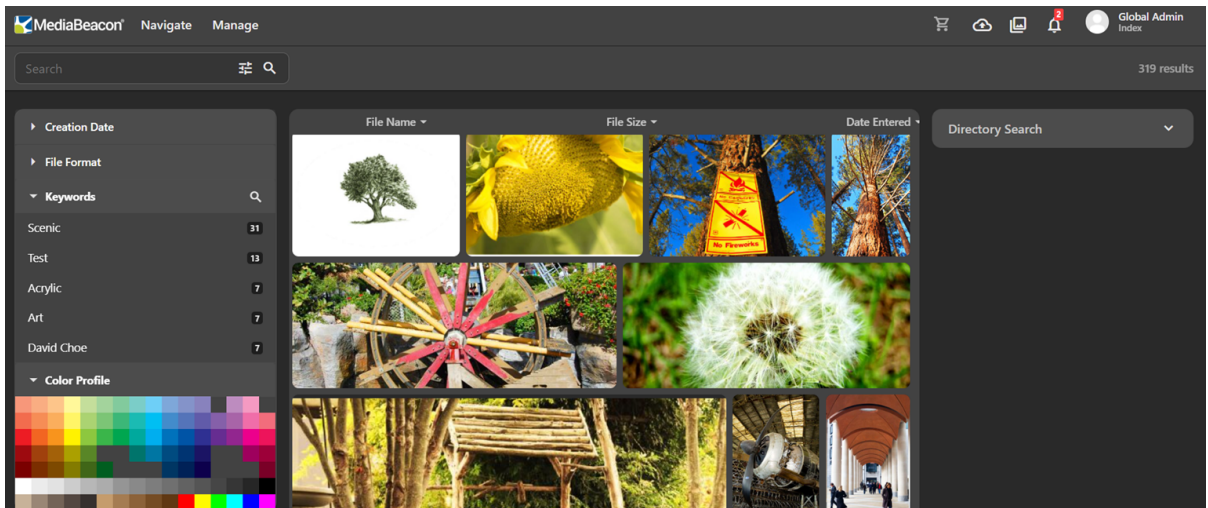 MediaBeacon® Navigate Manage
2
Global Admin
Index
Search
319 results
Creation Date
File Format
Keywords
Scenic 31
Test 13
Acrylic 7
Art 7
David Choe 7
Color Profile
File Name File Size Date Entered
No Fireworks
Directory Search